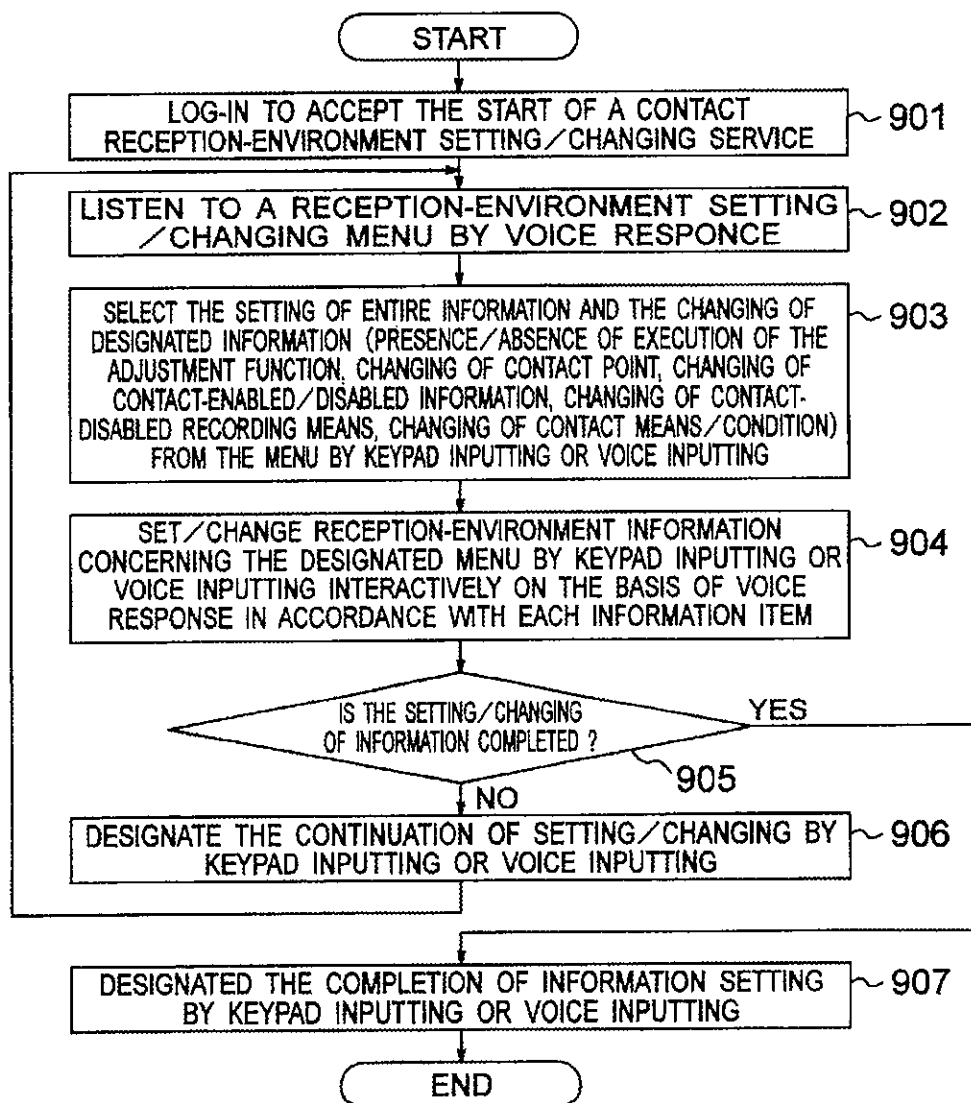 START
LOG-IN TO ACCEPT THE START OF A CONTACT
RECEPTION-ENVIRONMENT SETTING/CHANGING SERVICE
901
LISTEN TO A RECEPTION-ENVIRONMENT SETTING
/CHANGING MENU BY VOICE RESPONCE
902
SELECT THE SETTING OF ENTIRE INFORMATION AND THE CHANGING OF
DESIGNATED INFORMATION (PRESENCE/ABSENCE OF EXECUTION OF THE
ADJUSTMENT FUNCTION, CHANGING OF CONTACT POINT, CHANGING OF
CONTACT-ENABLED/DISABLED INFORMATION, CHANGING OF CONTACT-
DISABLED RECORDING MEANS, CHANGING OF CONTACT MEANS/CONDITION)
FROM THE MENU BY KEYPAD INPUTTING OR VOICE INPUTTING
903
SET/CHANGE RECEPTION-ENVIRONMENT INFORMATION
CONCERNING THE DESIGNATED MENU BY KEYPAD INPUTTING OR
VOICE INPUTTING INTERACTIVELY ON THE BASIS OF VOICE
RESPONSE IN ACCORDANCE WITH EACH INFORMATION ITEM
904
IS THE SETTING/CHANGING
OF INFORMATION COMPLETED ?
YES
905
NO
DESIGNATE THE CONTINUATION OF SETTING/CHANGING BY
KEYPAD INPUTTING OR VOICE INPUTTING
906
DESIGNATED THE COMPLETION OF INFORMATION SETTING
BY KEYPAD INPUTTING OR VOICE INPUTTING
907
END